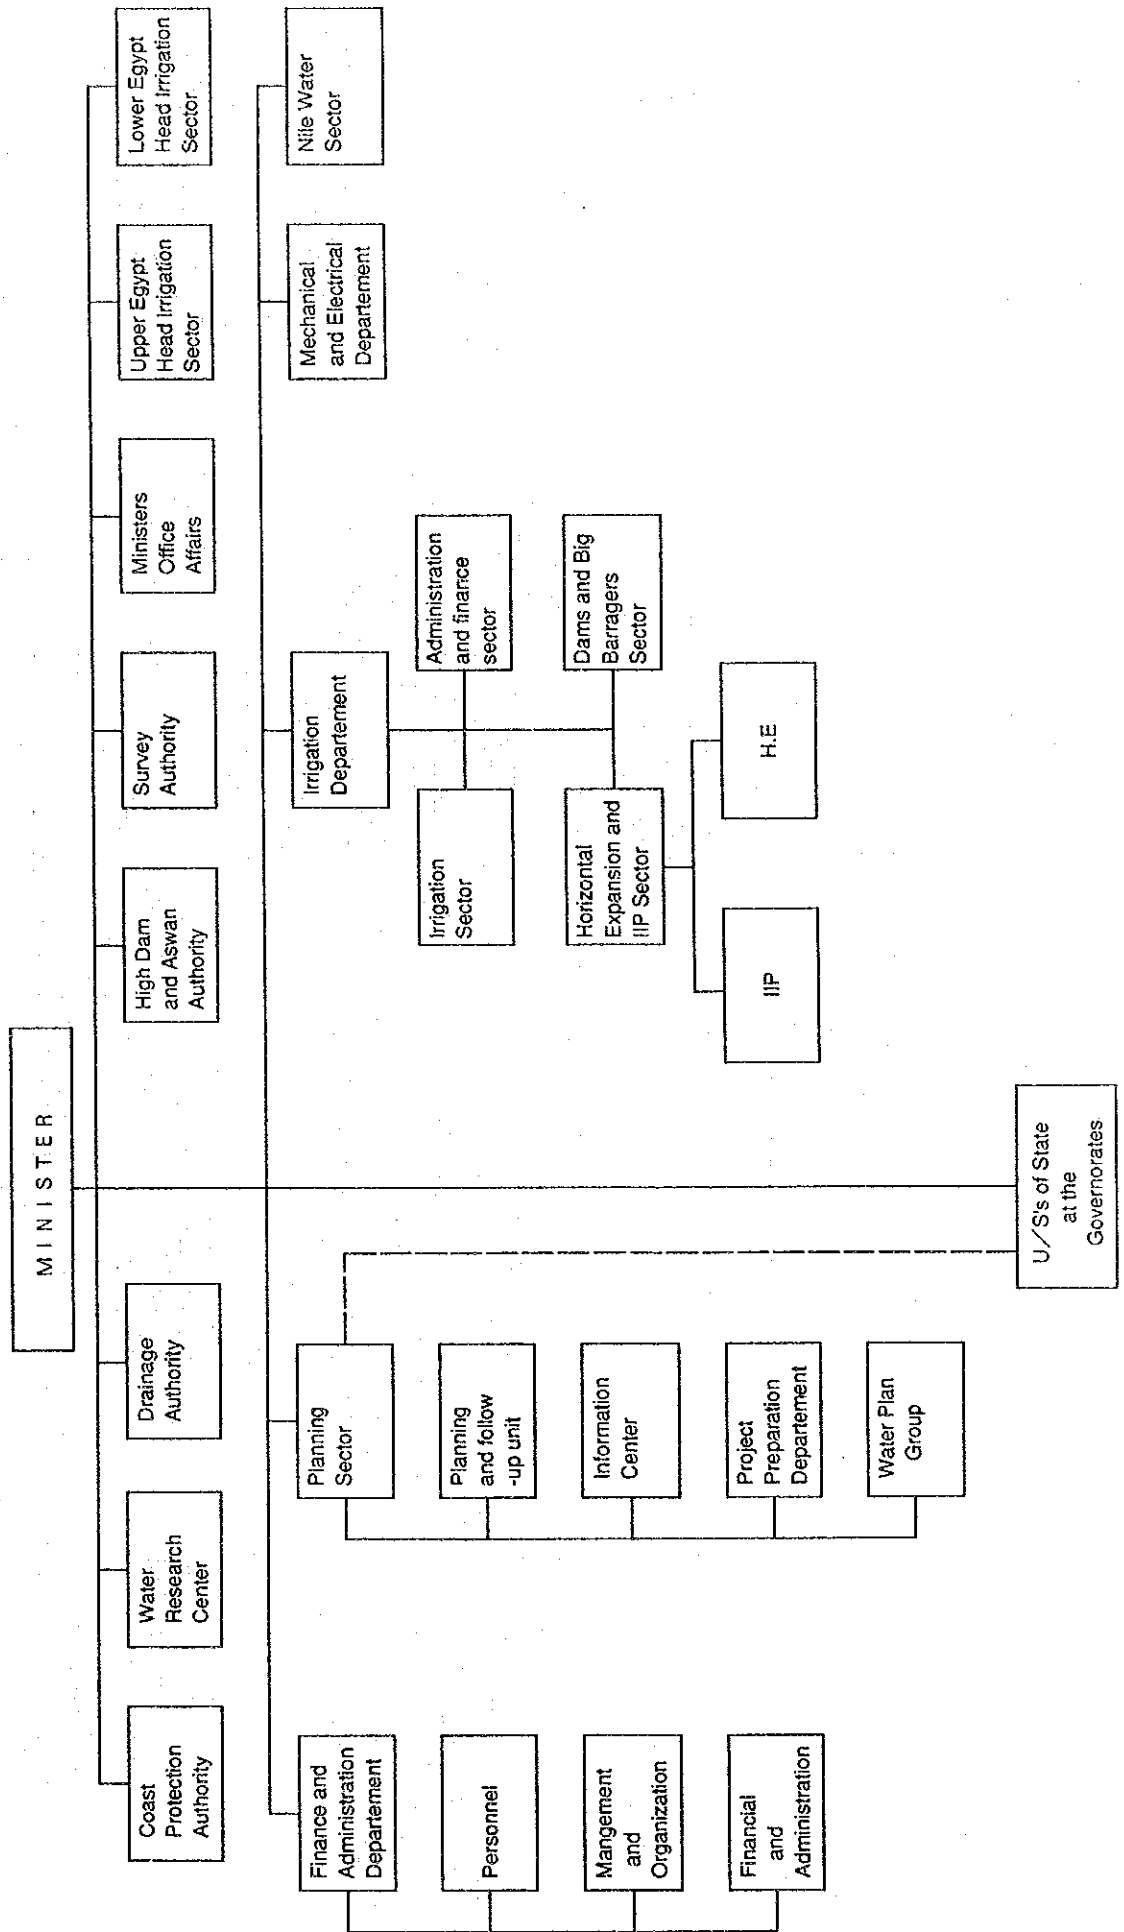 MINISTER
Coast
Protection
Authority
Water
Research
Center
Drainage
Authority
High Dam
and Aswan
Authority
Survey
Authority
Ministers
Office
Affairs
Upper Egypt
Head Irrigation
Sector
Lower Egypt
Head Irrigation
Sector
Finance and
Administration
Departement
Planning
Sector
Irrigation
Departement
Mechanical
and Electrical
Departement
Nile Water
Sector
Personnel
Mangement
and
Organization
Financial
and
Administration
Planning
and follow
-up unit
Information
Center
Project
Preparation
Departement
Water Plan
Group
Irrigation
Sector
Administration
and finance
sector
Horizontal
Expansion and
IIP Sector
Dams and Big
Barragers
Sector
IIP
H.E
U/S's of State
at the
Governorates